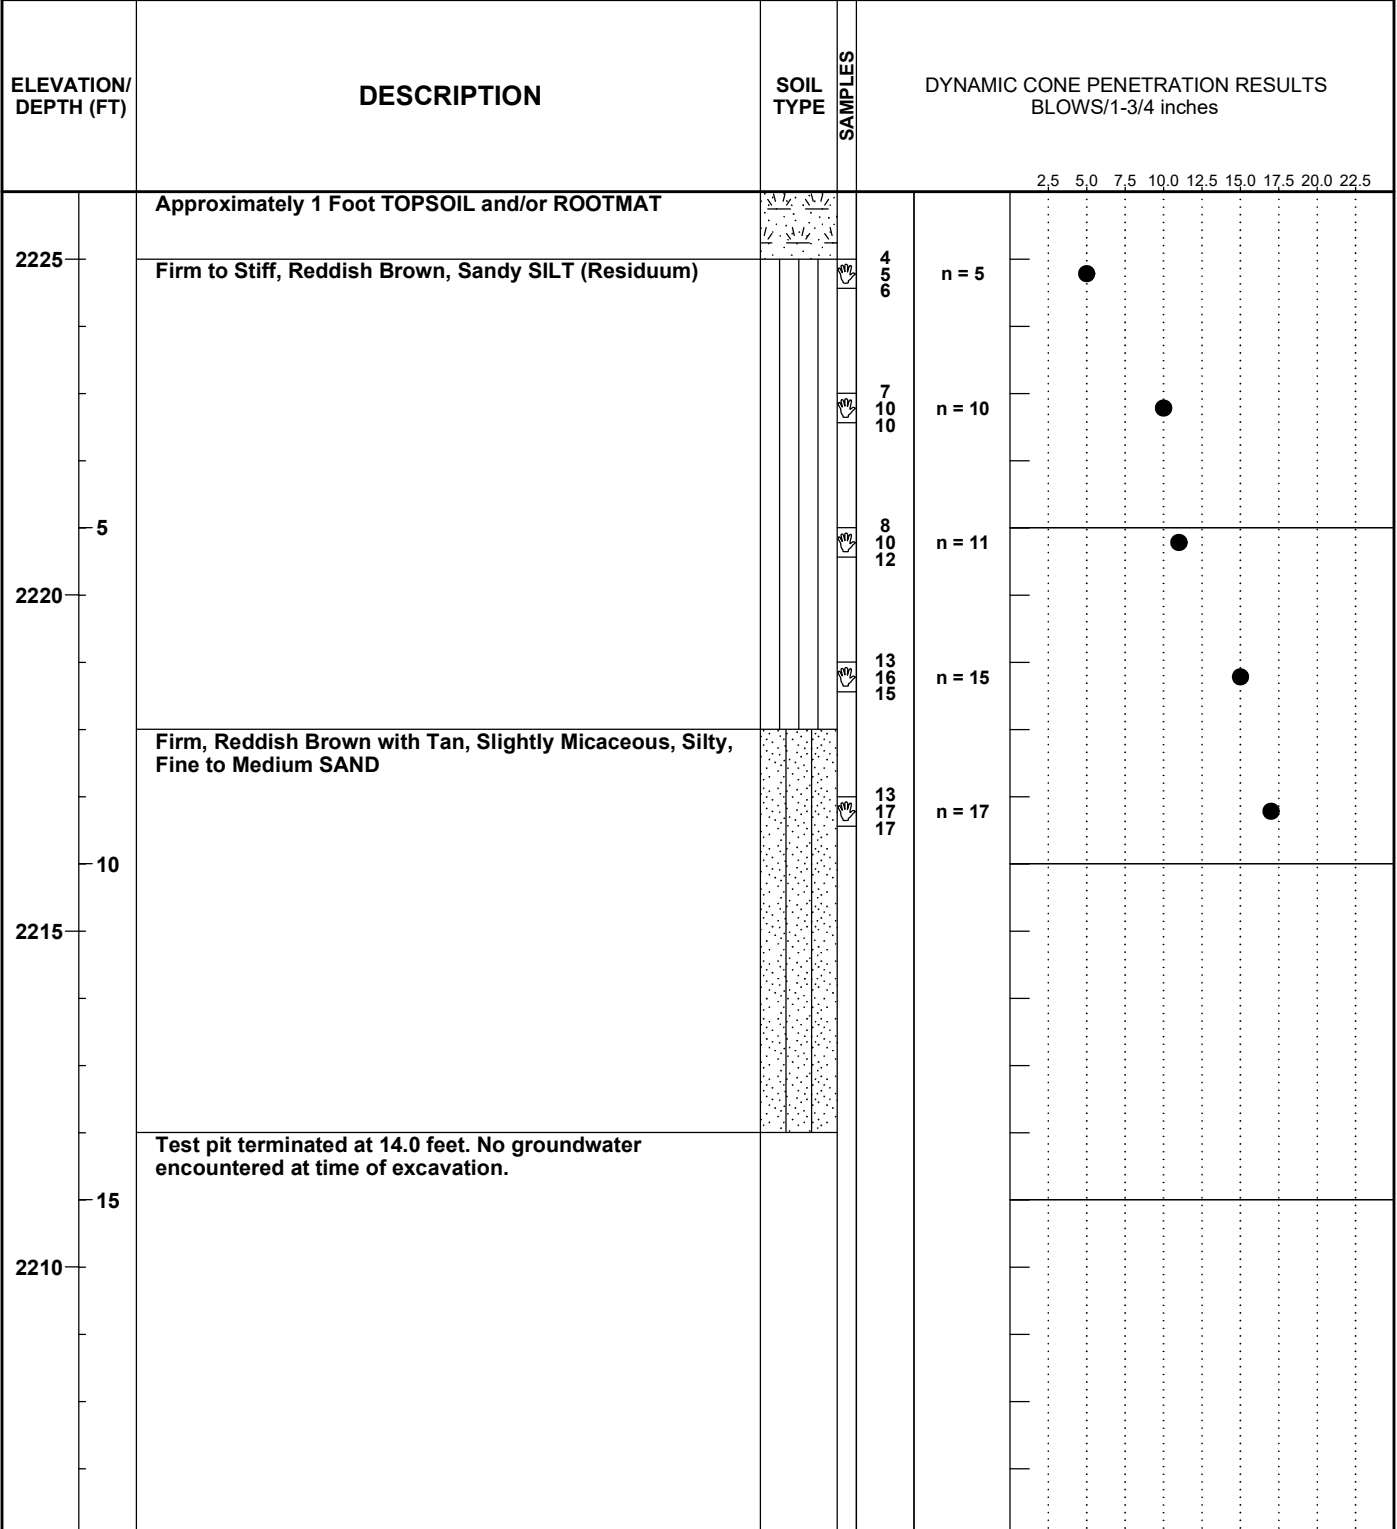 ELEVATION/
DEPTH (FT)
DESCRIPTION
SOIL
TYPE
SAMPLES
DYNAMIC CONE PENETRATION RESULTS
BLOWS/1-3/4 inches
2.5 5.0 7.5 10.0 12.5 15.0 17.5 20.0 22.5
Approximately 1 Foot TOPSOIL and/or ROOTMAT
2225
Firm to Stiff, Reddish Brown, Sandy SILT (Residuum)
4
5
6
n = 5
7
10
10
n = 10
5
8
10
12
n = 11
2220
13
16
15
n = 15
Firm, Reddish Brown with Tan, Slightly Micaceous, Silty,
Fine to Medium SAND
13
17
17
n = 17
10
2215
Test pit terminated at 14.0 feet. No groundwater
encountered at time of excavation.
15
2210